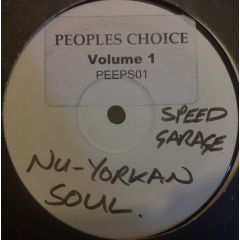 PEOPLES CHOICE
Volume 1
PEEPS01
SPEED
GARAGE
NU-YORKAN
SOUL.